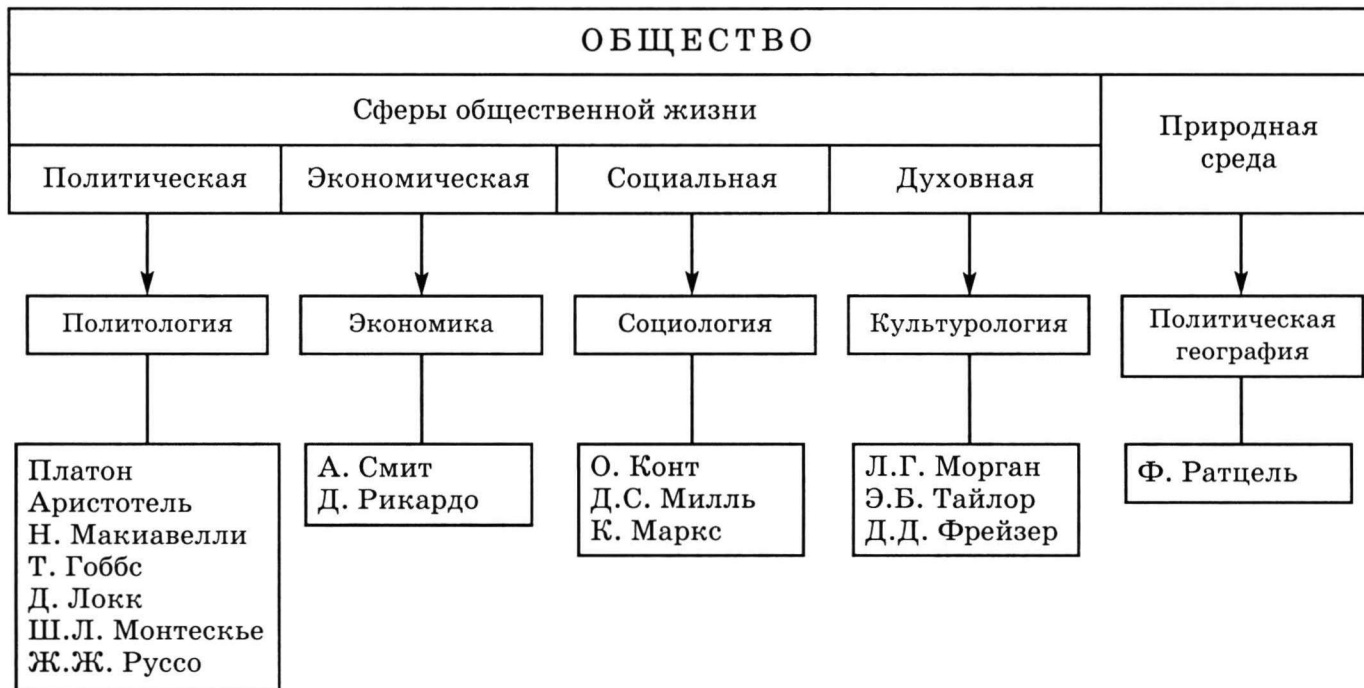 ОБЩЕСТВО
Сферы общественной жизни
Природная
среда
Политическая
Экономическая
Социальная
Духовная
Политология
Экономика
Социология
Культурология
Политическая
география
Платон
Аристотель
Н. Макиавелли
Т. Гоббс
Д. Локк
Ш.Л. Монтескье
Ж.Ж. Руссо
А. Смит
Д. Рикардо
О. Конт
Д.С. Милль
К. Маркс
Л.Г. Морган
Э.Б. Тайлор
Д.Д. Фрейзер
Ф. Ратцель